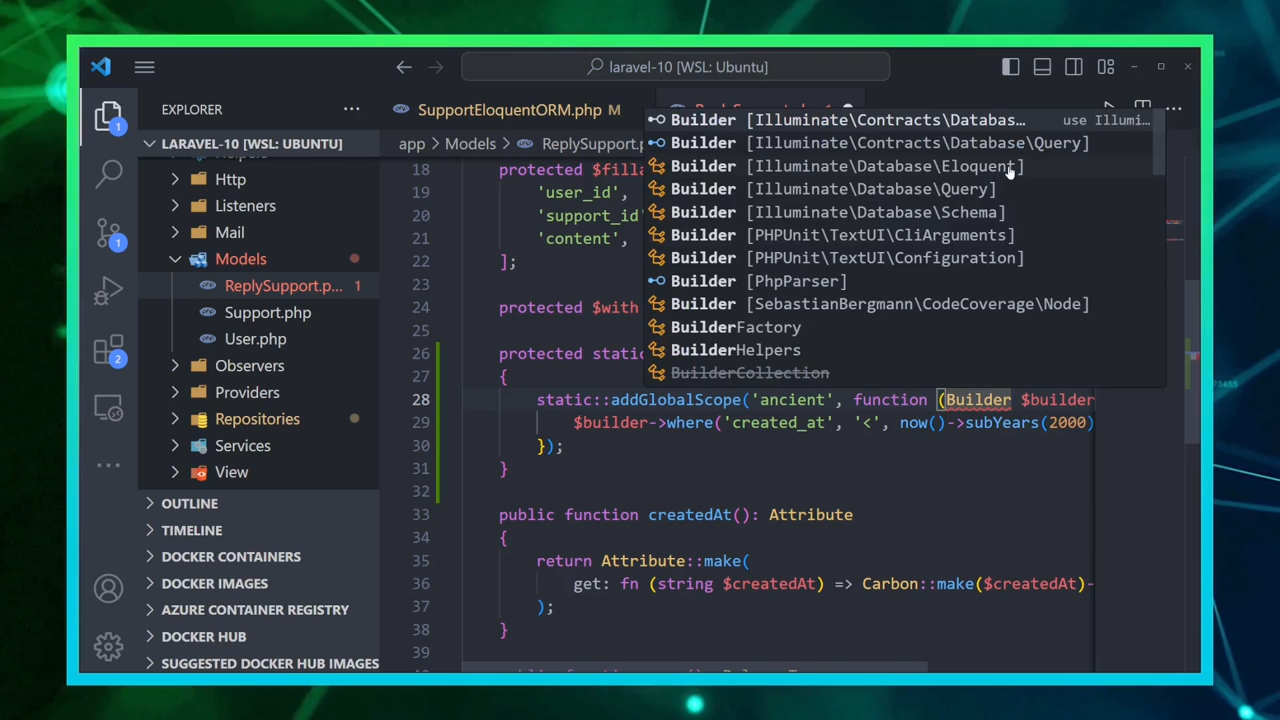 laravel-10 [WSL: Ubuntu]
EXPLORER
SupportEloquentORM.php M
LARAVEL-10 [WSL: UBUNTU]
Http
Listeners
Mail
Models
ReplySupport.p... 1
Support.php
User.php
Observers
Providers
Repositories
Services
View
OUTLINE
TIMELINE
DOCKER CONTAINERS
DOCKER IMAGES
AZURE CONTAINER REGISTRY
DOCKER HUB
SUGGESTED DOCKER HUB IMAGES
1
1
2
app > Models > ReplySupport.
18 protected $filla
19 'user_id',
20 'support_id'
21 'content',
22 ];
23
24 protected $with
25
26 protected stati
27 {
28 static::addGlobalScope('ancient', function (Builder $builder
29 $builder->where('created_at', '<', now()->subYears(2000)
30 });
31 }
32
33 public function createdAt(): Attribute
34 {
35 return Attribute::make(
36 get: fn (string $createdAt) => Carbon::make($createdAt)-
37 );
38 }
39
Builder [Illuminate\Contracts\Databas... use Illumi...
Builder [Illuminate\Contracts\Database\Query]
Builder [Illuminate\Database\Eloquent]
Builder [Illuminate\Database\Query]
Builder [Illuminate\Database\Schema]
Builder [PHPUnit\TextUI\CliArguments]
Builder [PHPUnit\TextUI\Configuration]
Builder [PhpParser]
Builder [SebastianBergmann\CodeCoverage\Node]
BuilderFactory
BuilderHelpers
BuilderCollection